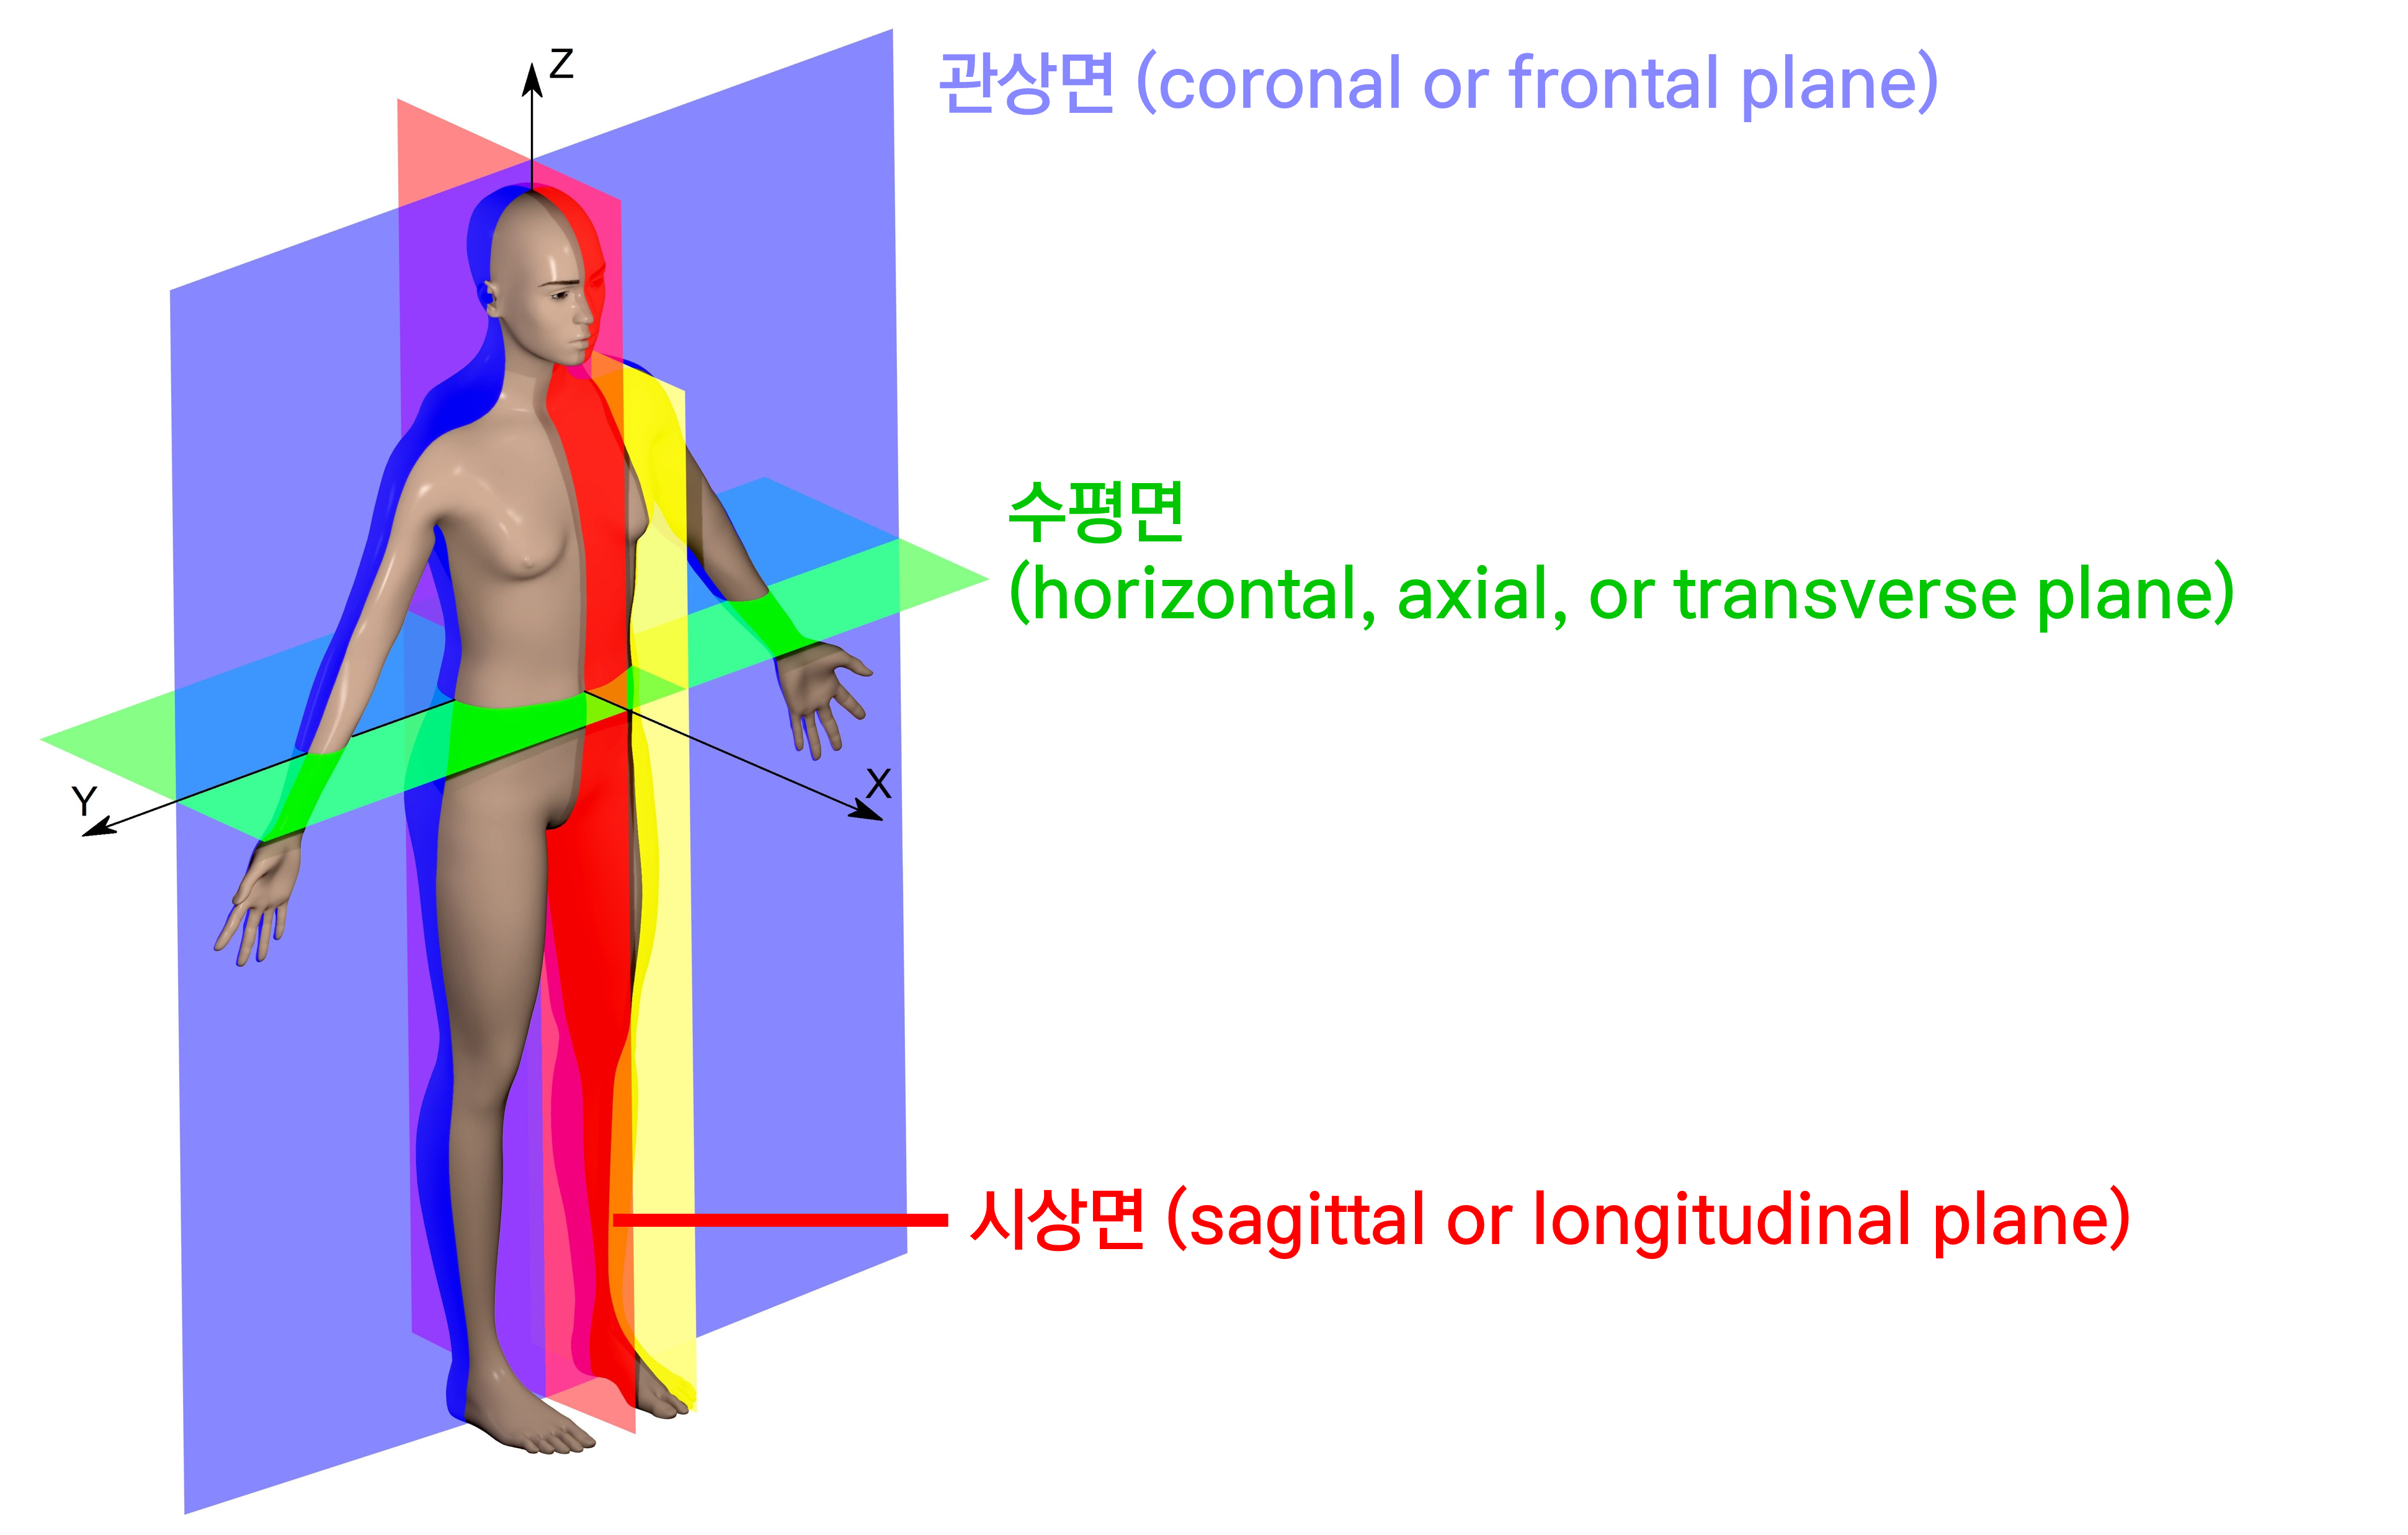 Z
관상면 (coronal or frontal plane)
수평면
(horizontal, axial, or transverse plane)
Y
X
시상면 (sagittal or longitudinal plane)